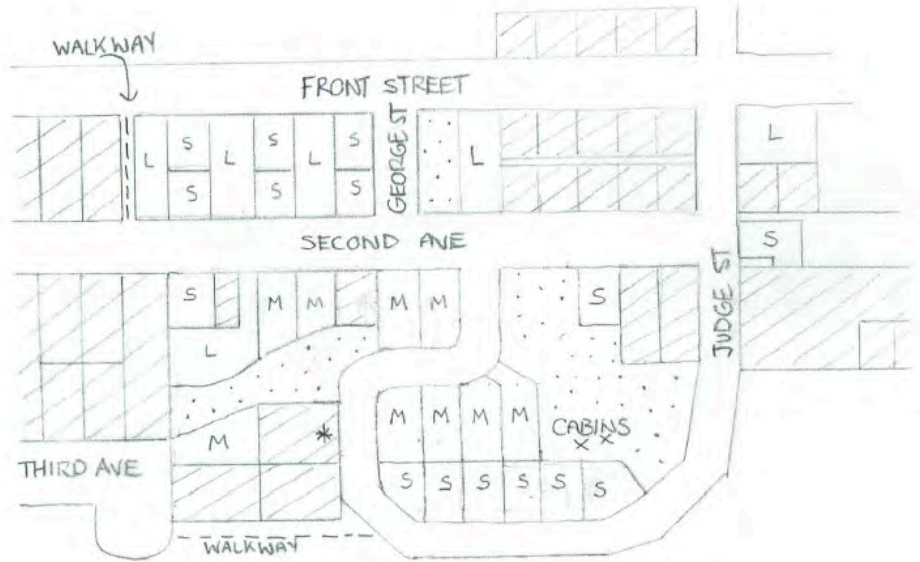 WALKWAY
FRONT STREET
L S L S L S
S S S
GEORGE ST
L
L
SECOND AVE
S
JUDGE ST
S M M M M
S
L
M M M M
CABINS
x x
M *
THIRD AVE
S S S S S S
WALKWAY